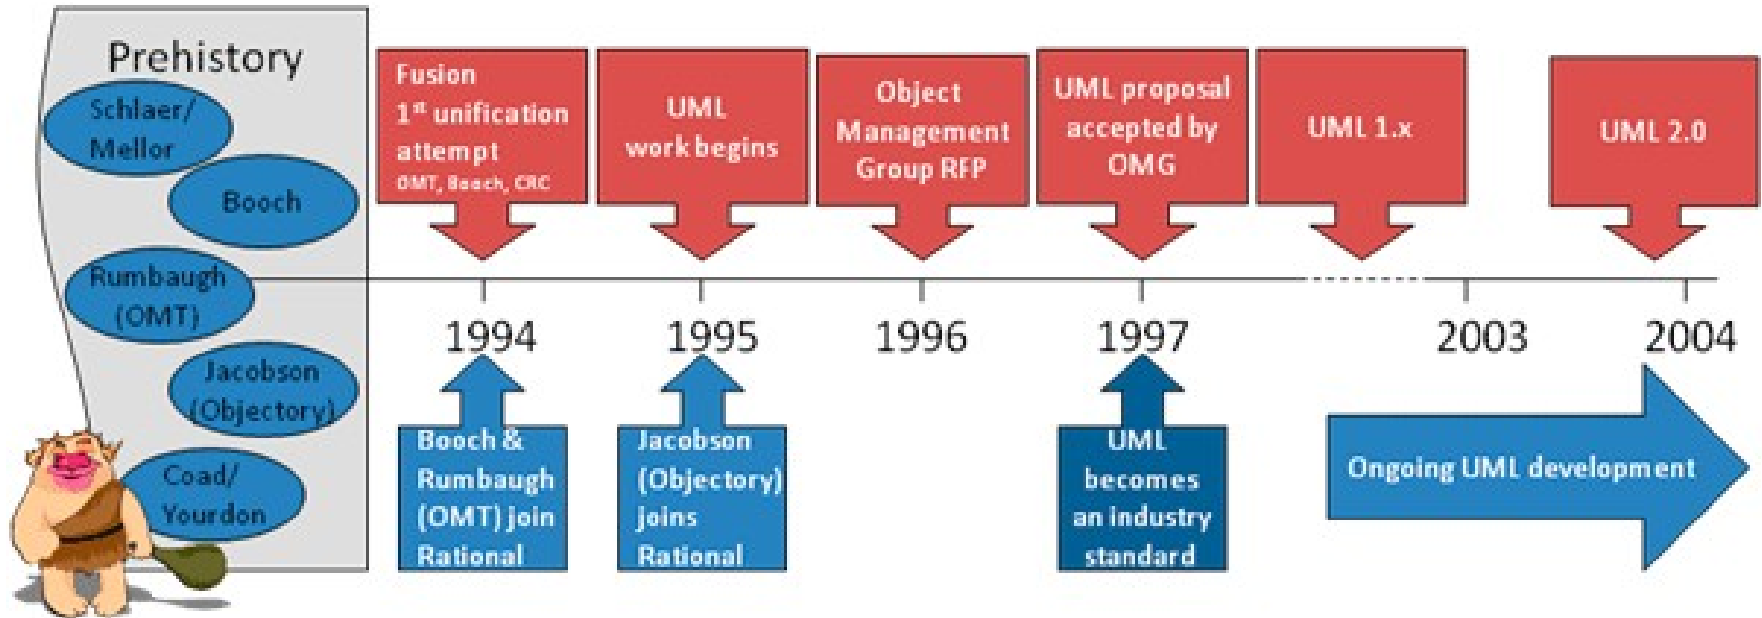 Prehistory
Schlaer/
Mellor
Booch
Rumbaugh
(OMT)
Jacobson
(Objectory)
Coad/
Yourdon
Fusion
1st unification
attempt
OMT, Booch, CRC
UML
work begins
Object
Management
Group RFP
UML proposal
accepted by
OMG
UML 1.x
UML 2.0
1994
1995
1996
1997
2003
2004
Booch &
Rumbaugh
(OMT) join
Rational
Jacobson
(Objectory)
joins
Rational
UML
becomes
an industry
standard
Ongoing UML development